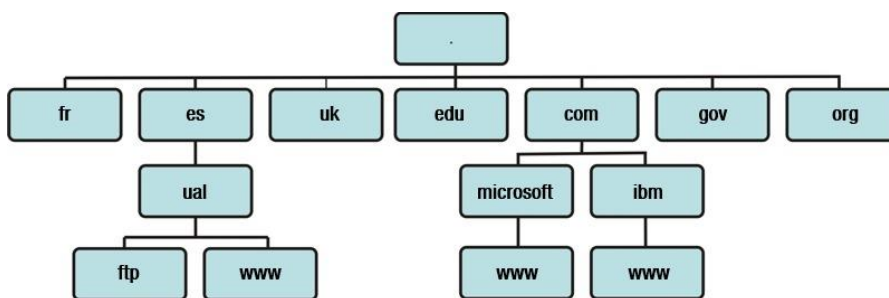 .
fr es uk edu com gov org
ual microsoft ibm
ftp www www www